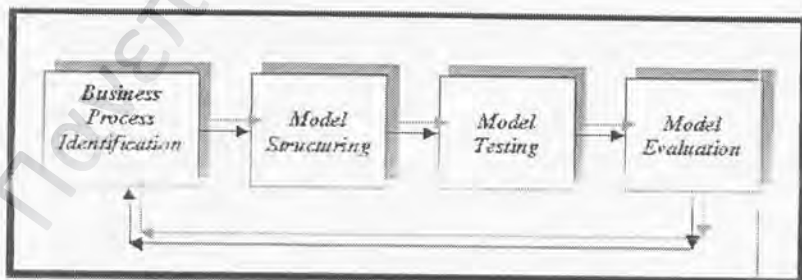 Business
Process
Identification
Model
Structuring
Model
Testing
Model
Evaluation